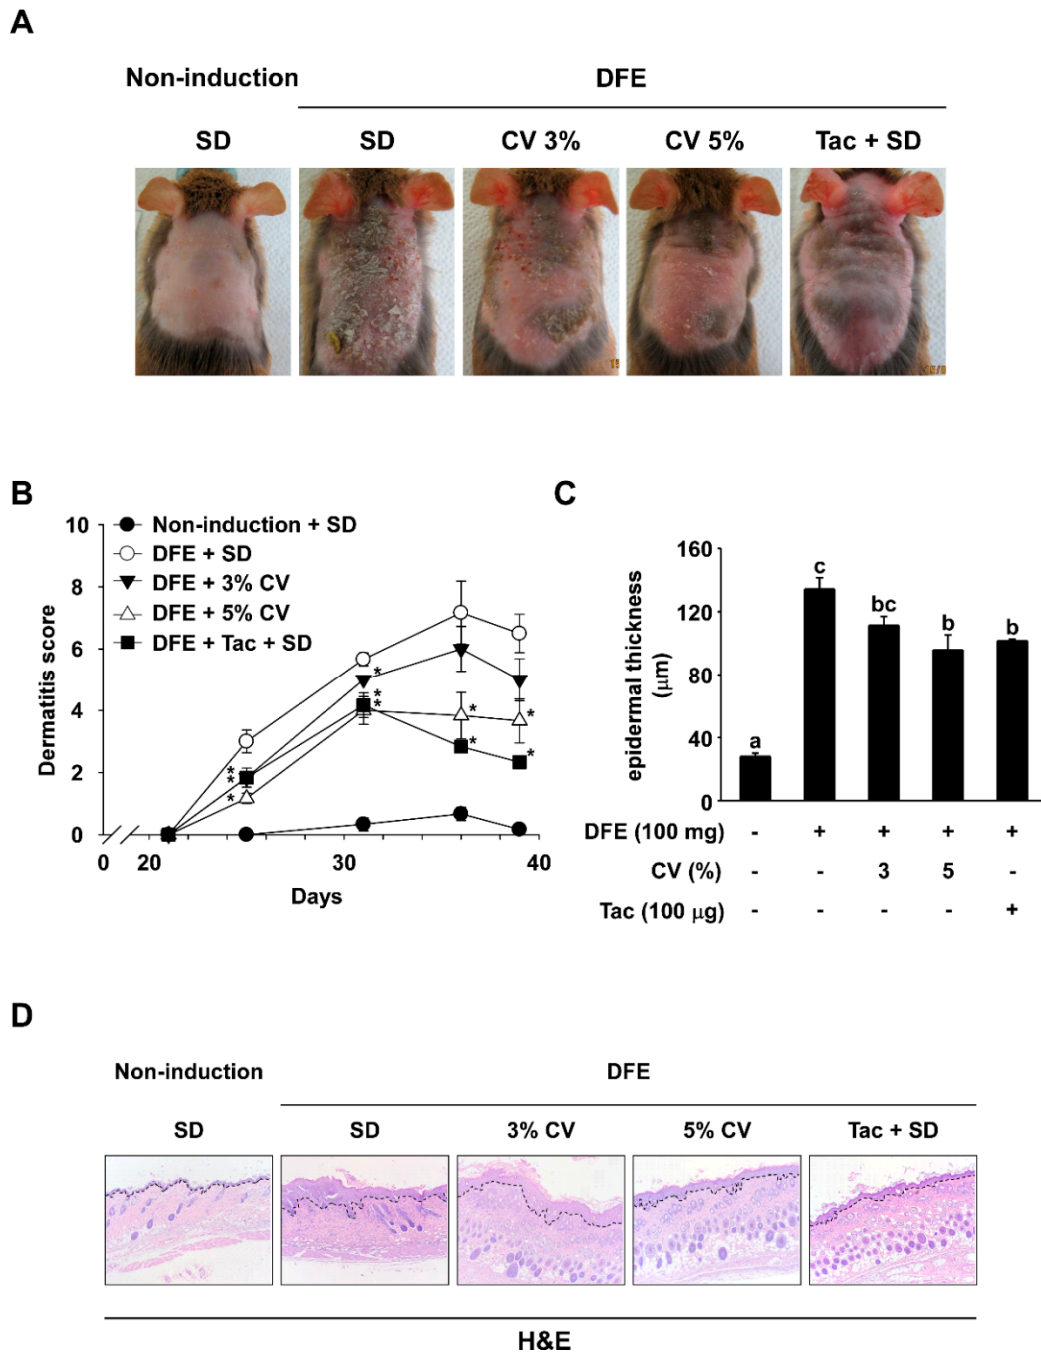 A
Non-induction DFE
SD SD CV 3% CV 5% Tac + SD
B
Non-induction + SD
DFE + SD
DFE + 3% CV
DFE + 5% CV
DFE + Tac + SD
Dermatitis score
10
8
6
4
2
0
0 20 30 40
Days
* * * * * * * * * *
C
epidermal thickness
(μm)
160
120
80
40
0
a c bc b b
DFE (100 mg) - + + + +
CV (%) - - 3 5 -
Tac (100 μg) - - - - +
D
Non-induction DFE
SD SD 3% CV 5% CV Tac + SD
H&E